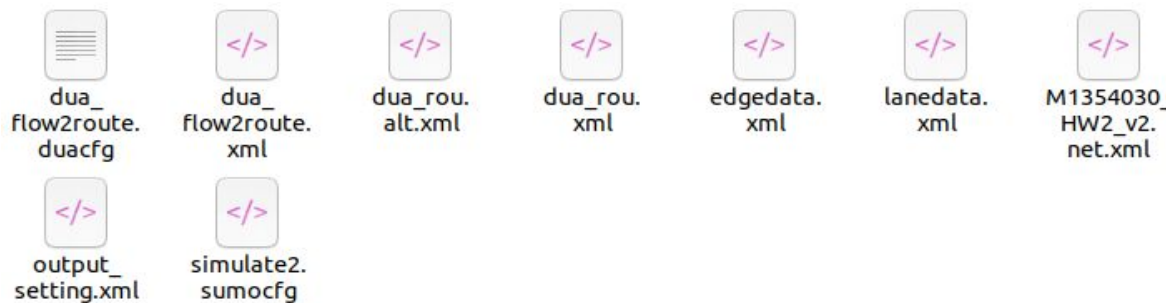 dua_
flow2route.
duacfg
dua_
flow2route.
xml
dua_rou.
alt.xml
dua_rou.
xml
edgedata.
xml
lanedata.
xml
M1354030_
HW2_v2.
net.xml
output_
setting.xml
simulate2.
sumocfg